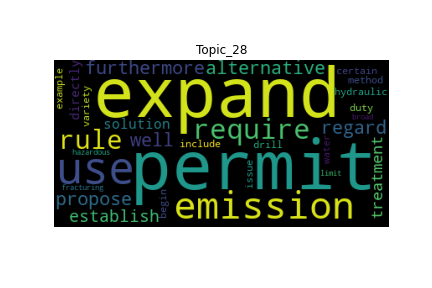 Topic_28
furthermore alternative certain
example directly variety expand method
hydraulic
solution require duty
rule well regard
include drill broad
hazardous water
use permit treatment
fracturing issue limit
propose begin emission
establish